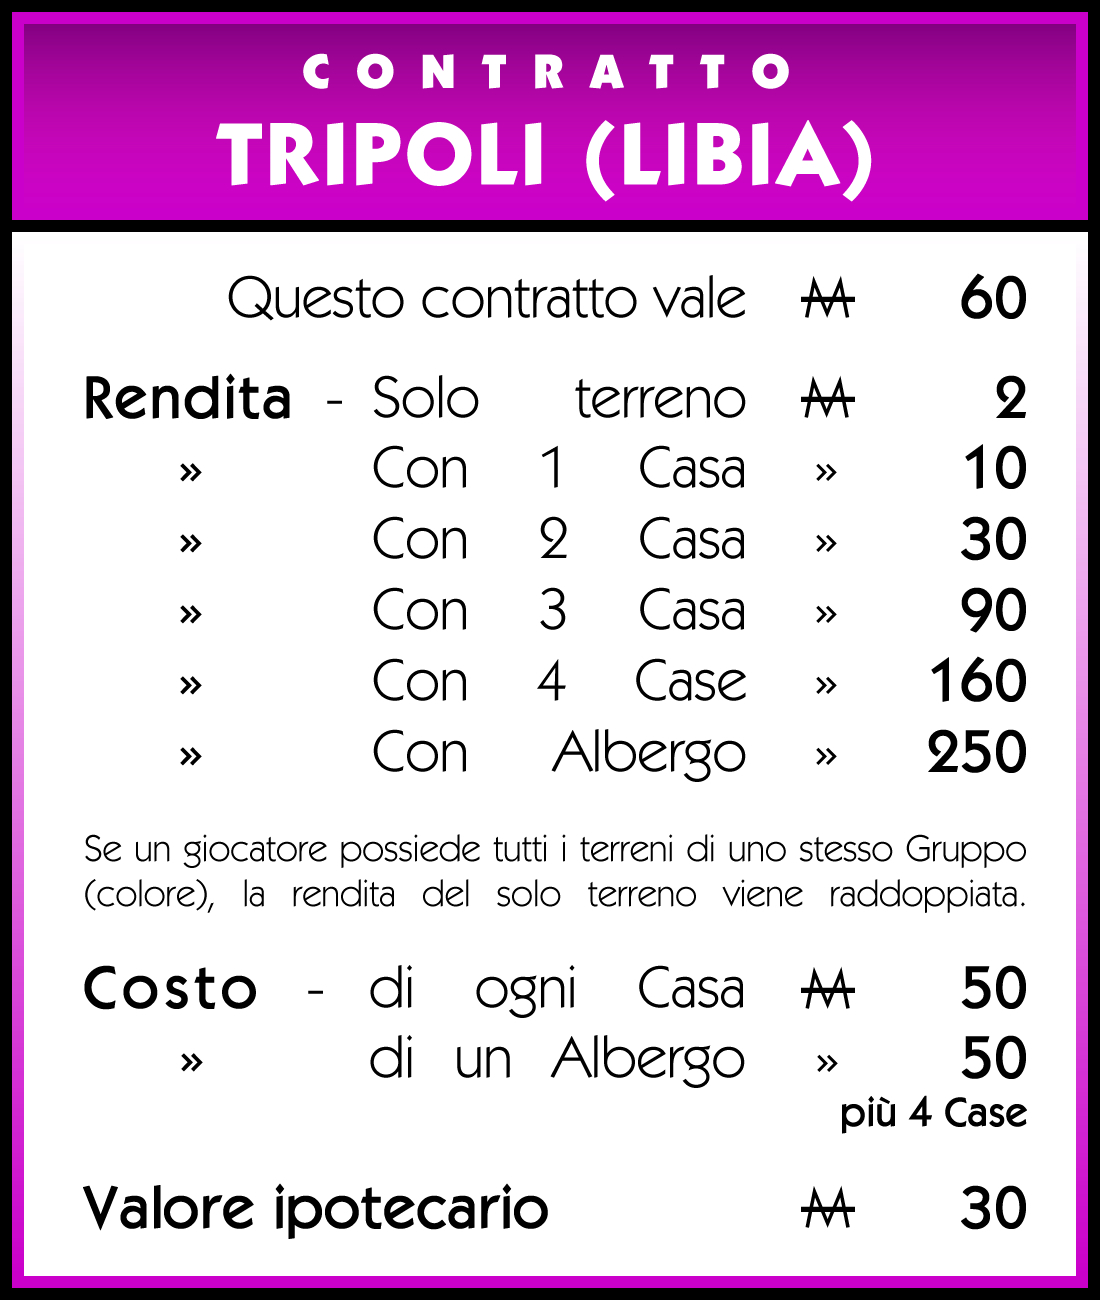 CONTRATTO
TRIPOLI (LIBIA)
Questo contratto vale M 60
Rendita - Solo terreno M 2
» Con 1 Casa » 10
» Con 2 Casa » 30
» Con 3 Casa » 90
» Con 4 Case » 160
» Con Albergo » 250
Se un giocatore possiede tutti i terreni di uno stesso Gruppo
(colore), la rendita del solo terreno viene raddoppiata.
Costo - di ogni Casa M 50
» di un Albergo » 50
più 4 Case
Valore ipotecario M 30